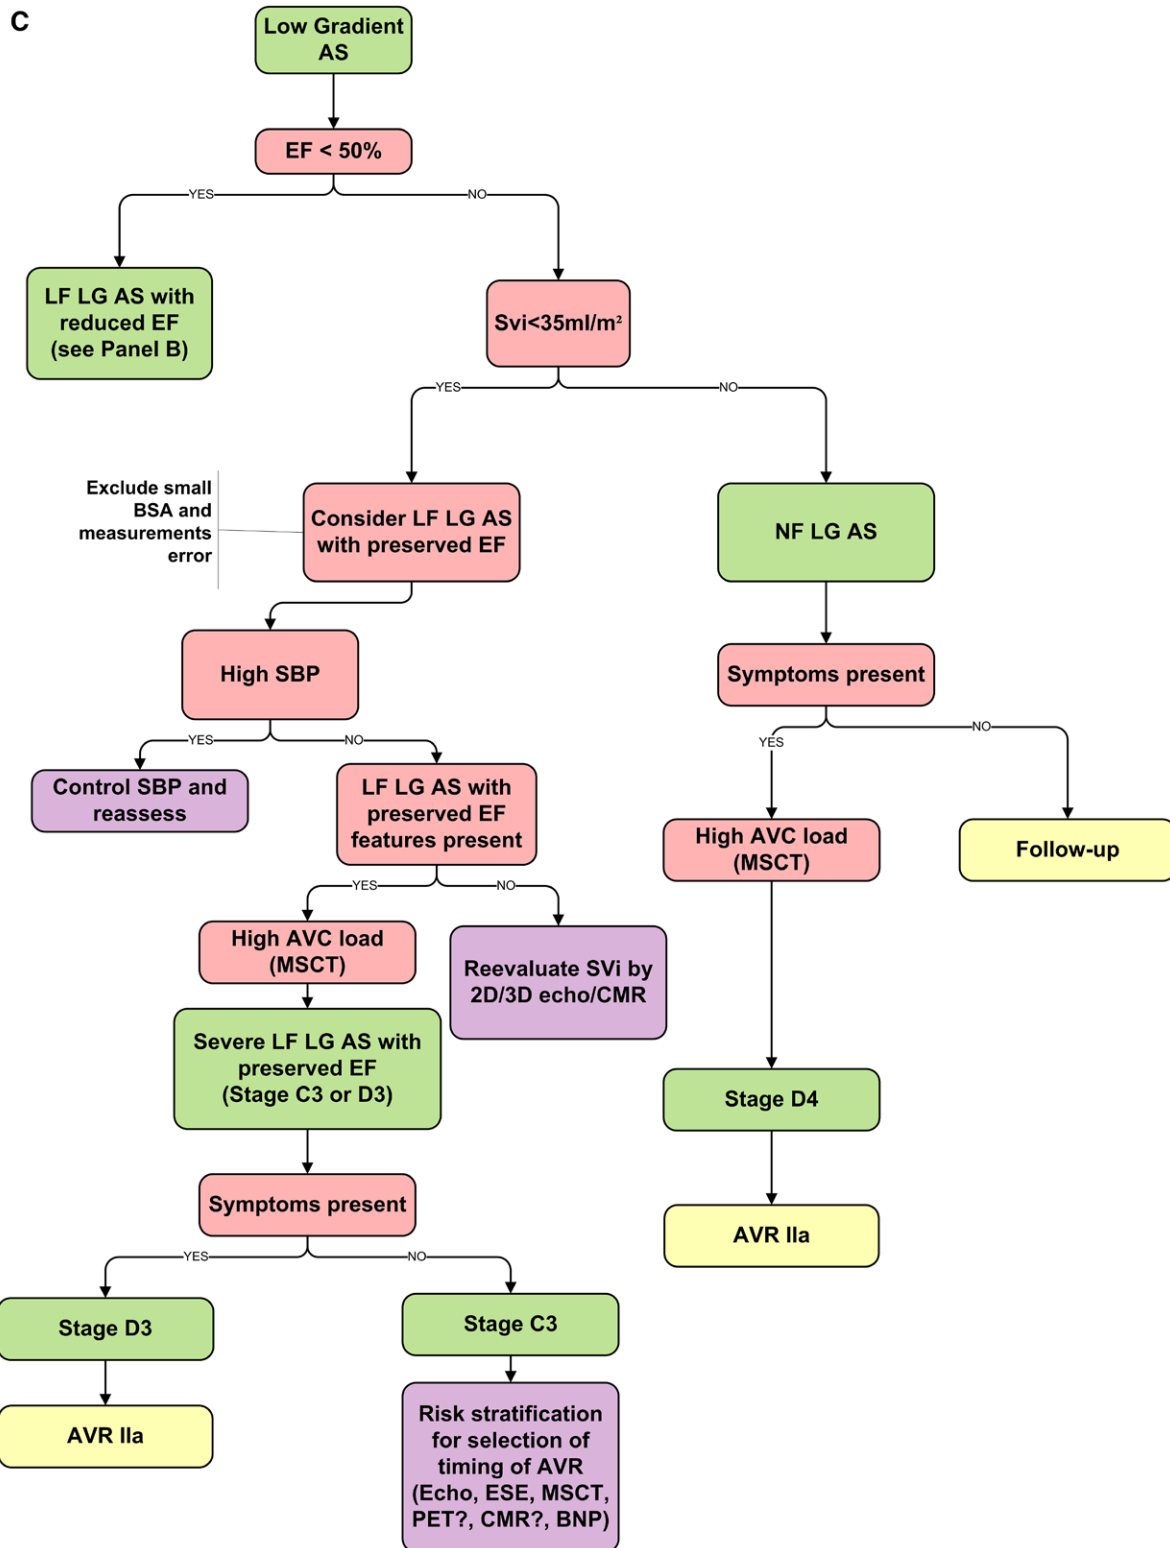 C
Low Gradient
AS
EF < 50%
YES
NO
LF LG AS with
reduced EF
(see Panel B)
Svi<35ml/m²
YES
NO
Exclude small
BSA and
measurements
error
Consider LF LG AS
with preserved EF
NF LG AS
High SBP
Symptoms present
YES
NO
YES
NO
Control SBP and
reassess
LF LG AS with
preserved EF
features present
High AVC load
(MSCT)
Follow-up
YES
NO
High AVC load
(MSCT)
Reevaluate SVi by
2D/3D echo/CMR
Severe LF LG AS with
preserved EF
(Stage C3 or D3)
Stage D4
Symptoms present
AVR IIa
YES
NO
Stage D3
Stage C3
AVR IIa
Risk stratification
for selection of
timing of AVR
(Echo, ESE, MSCT,
PET?, CMR?, BNP)